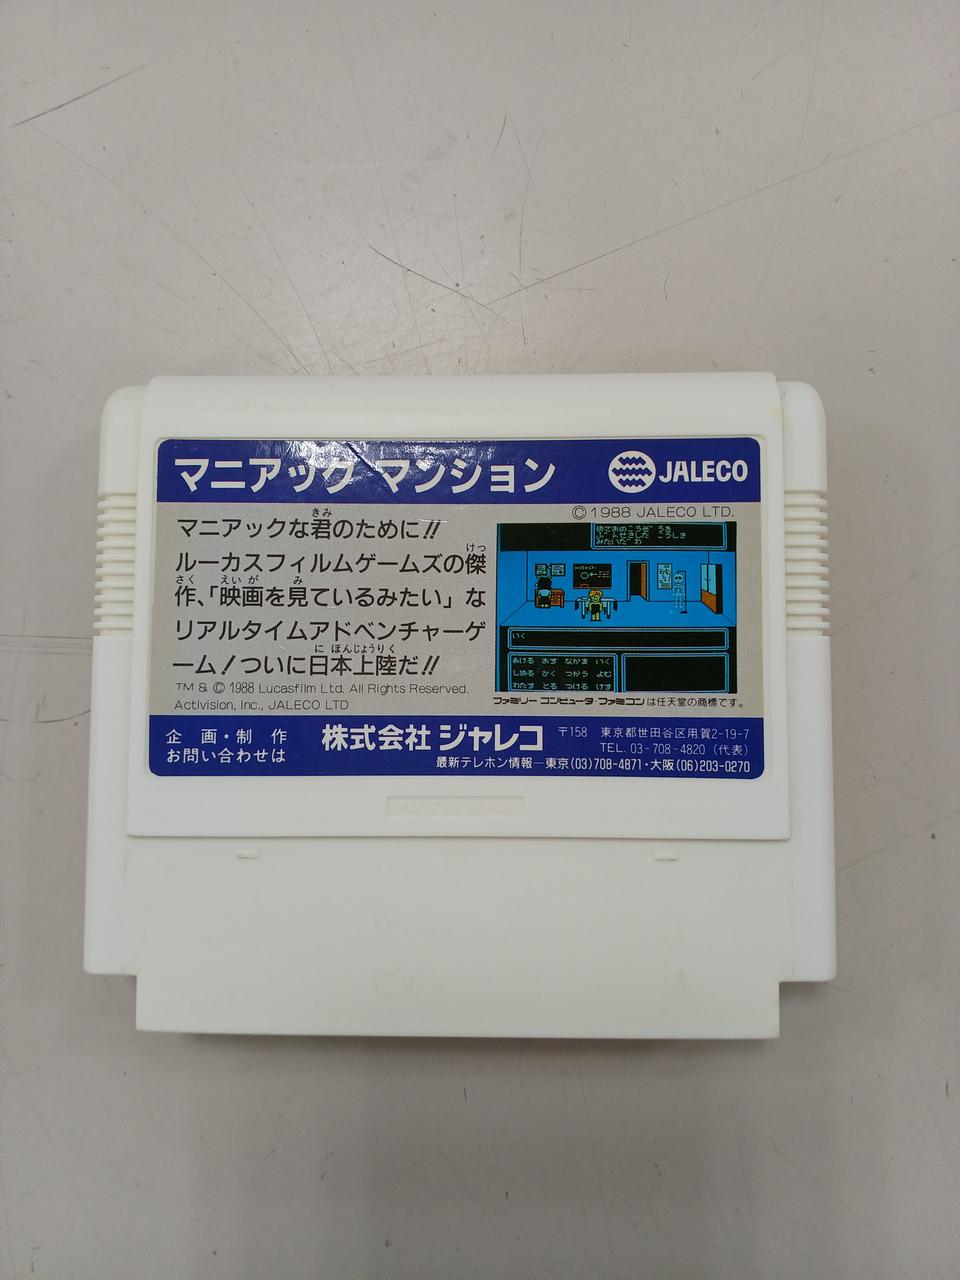 マニアック マンション
JALECO
© 1988 JALECO LTD.
マニアックな君のために!!
ルーカスフィルムゲームズの傑
作、「映画を見ているみたい」な
リアルタイムアドベンチャーゲ
ーム!ついに日本上陸だ!!
TM & © 1988 Lucasfilm Ltd. All Rights Reserved.
Activision, Inc., JALECO LTD
いく
あける おす なかま いく
しめる かく つかう よむ
わたす とる つける けす
ファミリー コンピュータ・ファミコンは任天堂の商標です。
企画・制作
お問い合わせは
株式会社 ジャレコ
〒158 東京都世田谷区用賀2-19-7
TEL. 03-708-4820 (代表)
最新テレホン情報―東京(03)708-4871・大阪(06)203-0270
MADE IN JAPAN